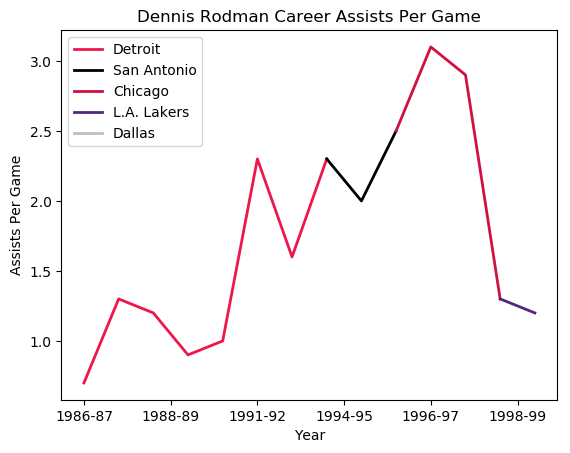 Dennis Rodman Career Assists Per Game
Detroit
San Antonio
Chicago
L.A. Lakers
Dallas
3.0
2.5
2.0
1.5
1.0
Assists Per Game
1986-87 1988-89 1991-92 1994-95 1996-97 1998-99
Year